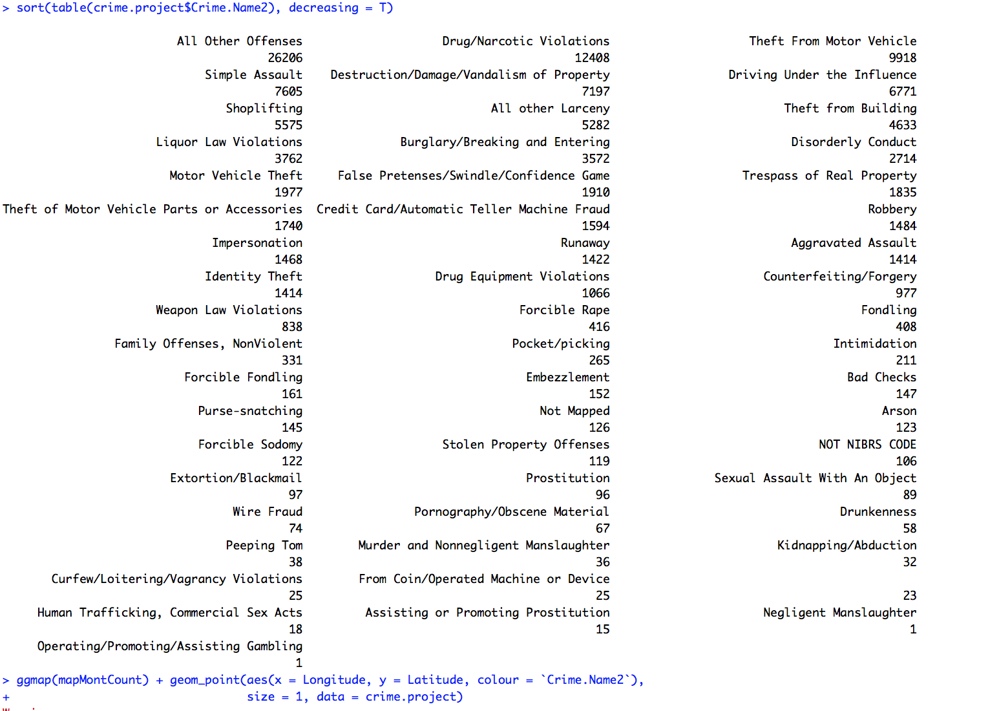 > sort(table(crime.project$Crime.Name2), decreasing = T)
All Other Offenses Drug/Narcotic Violations Theft From Motor Vehicle
26206 12408 9918
Simple Assault Destruction/Damage/Vandalism of Property Driving Under the Influence
7605 7197 6771
Shoplifting All other Larceny Theft from Building
5575 5282 4633
Liquor Law Violations Burglary/Breaking and Entering Disorderly Conduct
3762 3572 2714
Motor Vehicle Theft False Pretenses/Swindle/Confidence Game Trespass of Real Property
1977 1910 1835
Theft of Motor Vehicle Parts or Accessories Credit Card/Automatic Teller Machine Fraud Robbery
1740 1594 1484
Impersonation Runaway Aggravated Assault
1468 1422 1414
Identity Theft Drug Equipment Violations Counterfeiting/Forgery
1414 1066 977
Weapon Law Violations Forcible Rape Fondling
838 416 408
Family Offenses, NonViolent Pocket/picking Intimidation
331 265 211
Forcible Fondling Embezzlement Bad Checks
161 152 147
Purse-snatching Not Mapped Arson
145 126 123
Forcible Sodomy Stolen Property Offenses NOT NIBRS CODE
122 119 106
Extortion/Blackmail Prostitution Sexual Assault With An Object
97 96 89
Wire Fraud Pornography/Obscene Material Drunkenness
74 67 58
Peeping Tom Murder and Nonnegligent Manslaughter Kidnapping/Abduction
38 36 32
Curfew/Loitering/Vagrancy Violations From Coin/Operated Machine or Device
25 25 23
Human Trafficking, Commercial Sex Acts Assisting or Promoting Prostitution Negligent Manslaughter
18 15 1
Operating/Promoting/Assisting Gambling
1
> ggmap(mapMontCount) + geom_point(aes(x = Longitude, y = Latitude, colour = `Crime.Name2`),
+ size = 1, data = crime.project)